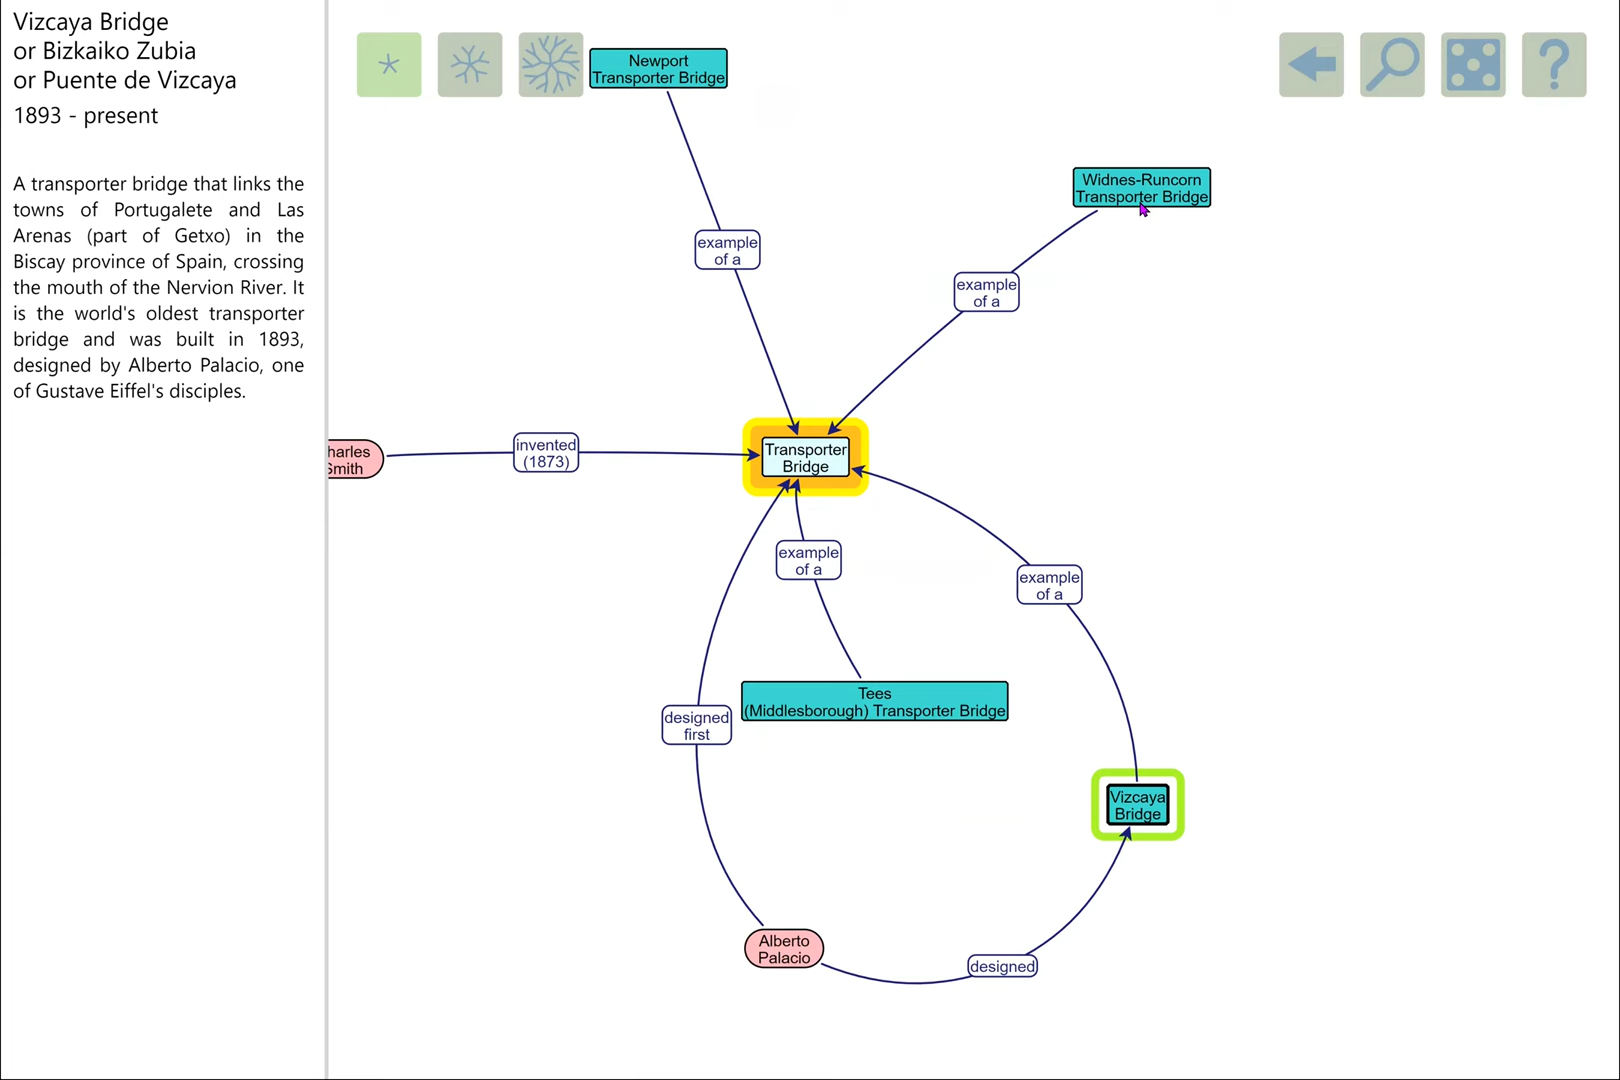 Vizcaya Bridge
or Bizkaiko Zubia
or Puente de Vizcaya
1893 - present
A transporter bridge that links the
towns of Portugalete and Las
Arenas (part of Getxo) in the
Biscay province of Spain, crossing
the mouth of the Nervion River. It
is the world's oldest transporter
bridge and was built in 1893,
designed by Alberto Palacio, one
of Gustave Eiffel's disciples.
Newport
Transporter Bridge
?
Widnes-Runcorn
Transporter Bridge
example
of a
example
of a
harles
Smith
invented
(1873)
Transporter
Bridge
example
of a
example
of a
Tees
(Middlesborough) Transporter Bridge
designed
first
Vizcaya
Bridge
Alberto
Palacio
designed